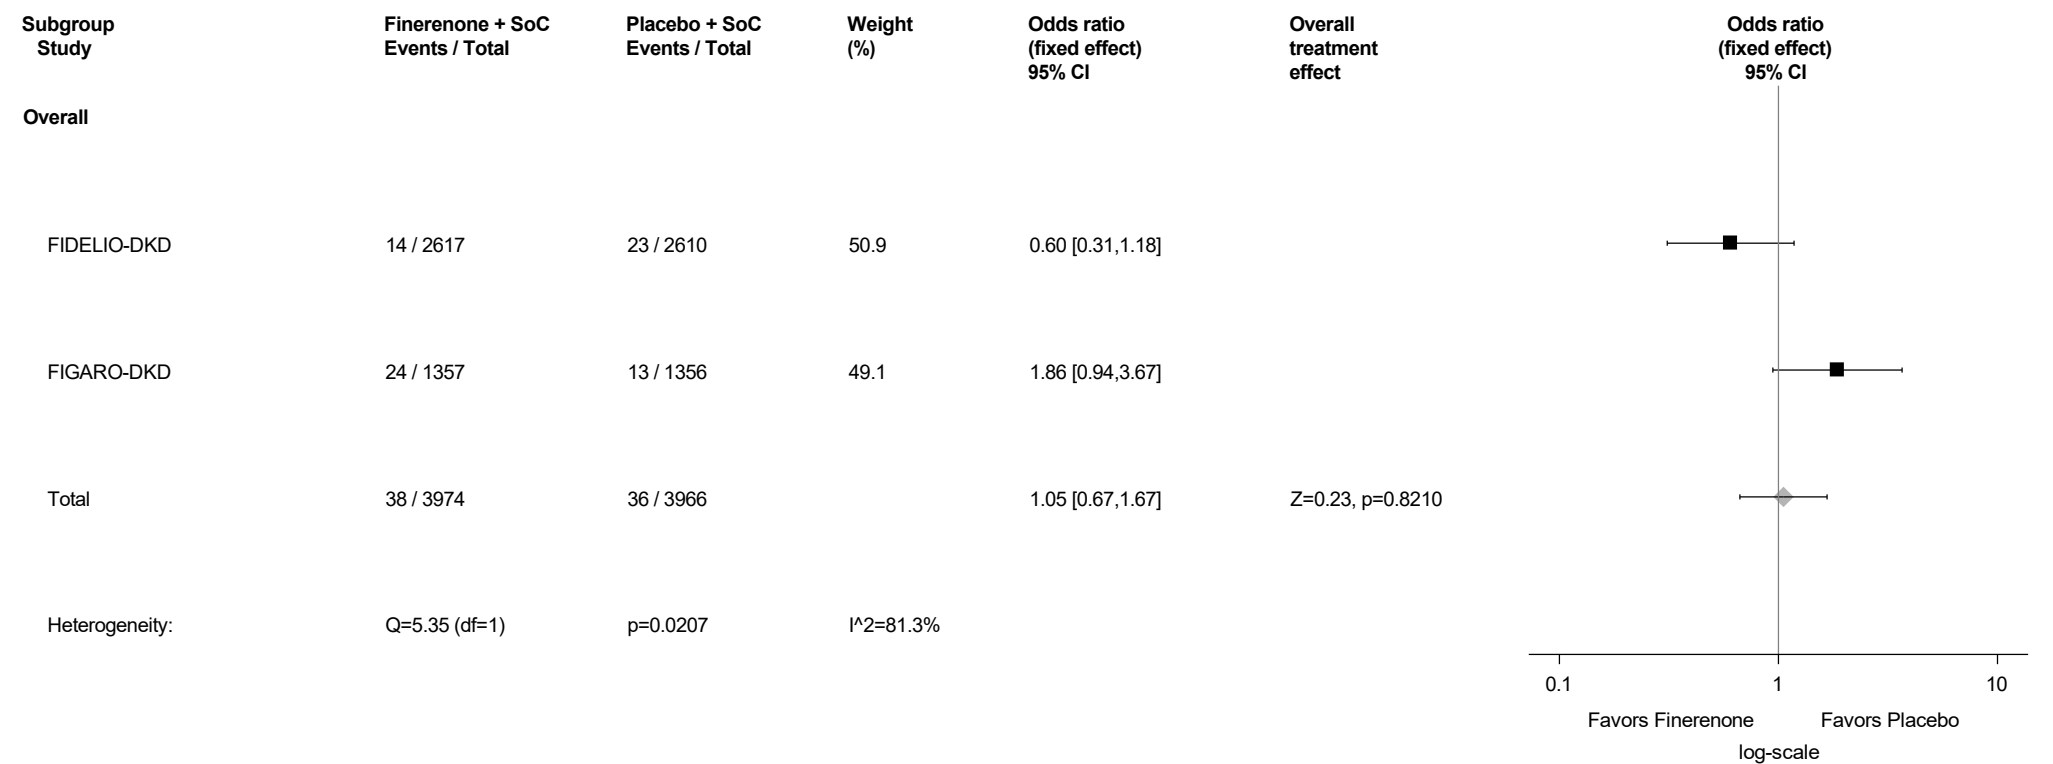 Subgroup Finerenone + SoC Placebo + SoC Weight Odds ratio Overall Odds ratio
Study Events / Total Events / Total (%) (fixed effect) treatment (fixed effect)
95% CI effect 95% CI
Overall
FIDELIO-DKD 14 / 2617 23 / 2610 50.9 0.60 [0.31,1.18]
FIGARO-DKD 24 / 1357 13 / 1356 49.1 1.86 [0.94,3.67]
Total 38 / 3974 36 / 3966 1.05 [0.67,1.67] Z=0.23, p=0.8210
Heterogeneity: Q=5.35 (df=1) p=0.0207 I^2=81.3%
0.1 1 10
Favors Finerenone Favors Placebo
log-scale